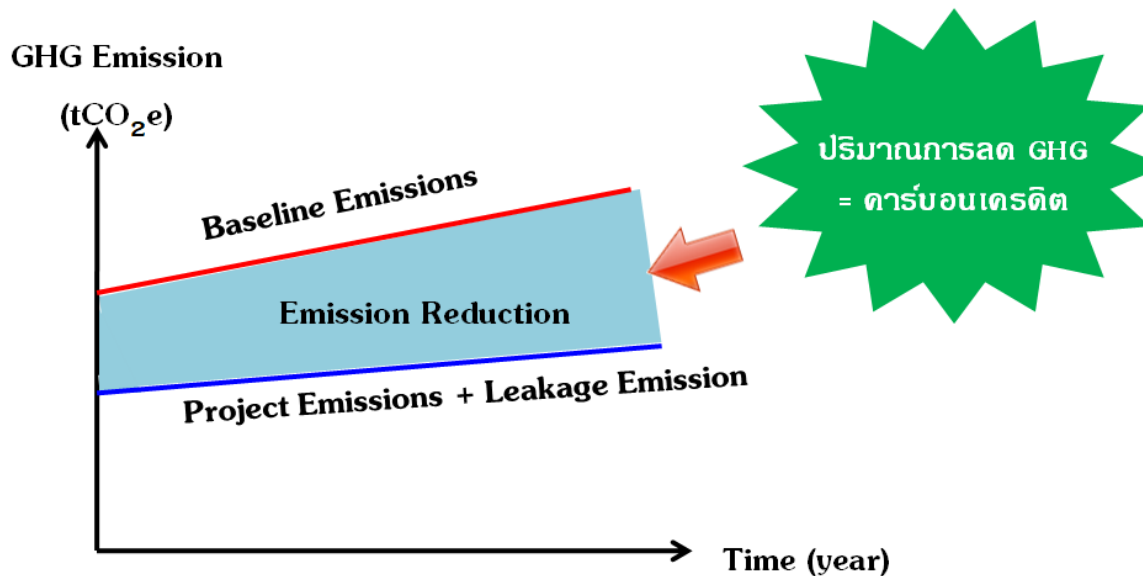 GHG Emission
(tCO₂e)
Baseline Emissions
Emission Reduction
Project Emissions + Leakage Emission
Time (year)
ปริมาณการลด GHG
= คาร์บอนเครดิต